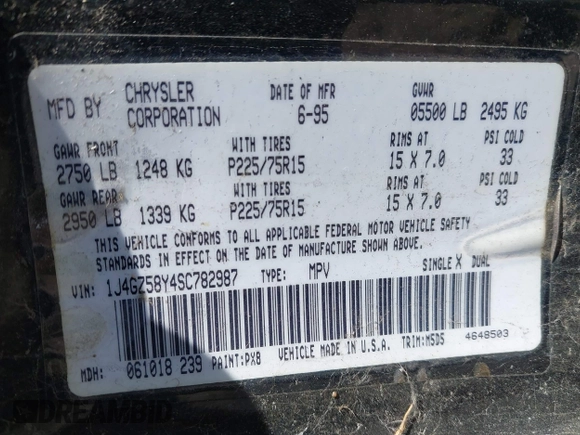 MFD BY CHRYSLER CORPORATION DATE OF MFR 6-95 GVWR 05500 LB 2495 KG
GAWR FRONT WITH TIRES RIMS AT PSI COLD
2750 LB 1248 KG P225/75R15 15 X 7.0 33
GAWR REAR WITH TIRES RIMS AT PSI COLD
2950 LB 1339 KG P225/75R15 15 X 7.0 33
THIS VEHICLE CONFORMS TO ALL APPLICABLE FEDERAL MOTOR VEHICLE SAFETY
STANDARDS IN EFFECT ON THE DATE OF MANUFACTURE SHOWN ABOVE.
VIN: 1J4GZ58Y4SC782987 TYPE: MPV SINGLE X DUAL
MDH: 061018 239 PAINT:PX8 VEHICLE MADE IN U.S.A. TRIM:M5DS 4648503
DREAMBID